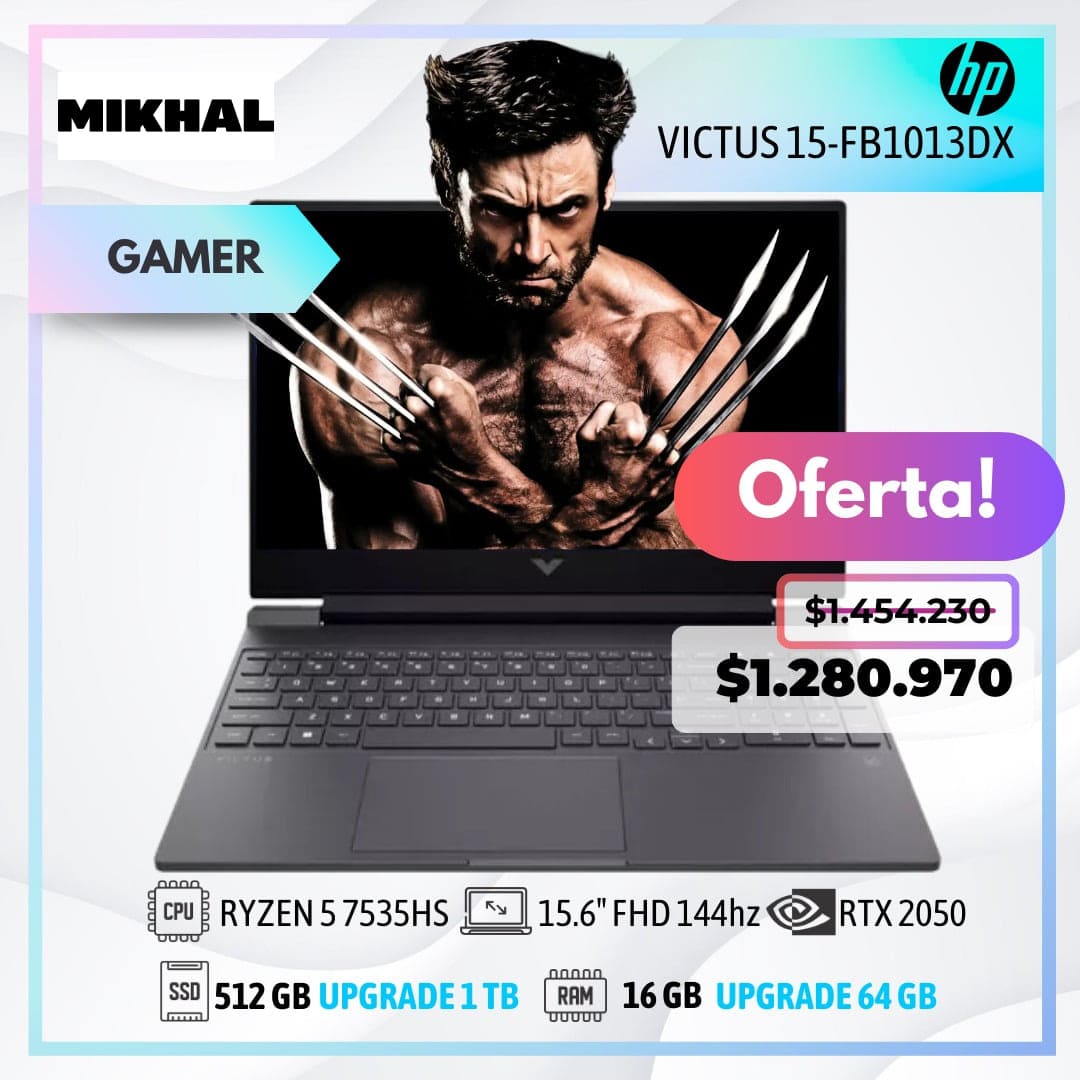 MIKHAL
hp
VICTUS 15-FB1013DX
GAMER
Oferta!
$1.454.230
$1.280.970
VICTUS
CPU RYZEN 5 7535HS 15.6" FHD 144hz RTX 2050
SSD 512 GB UPGRADE 1 TB RAM 16 GB UPGRADE 64 GB